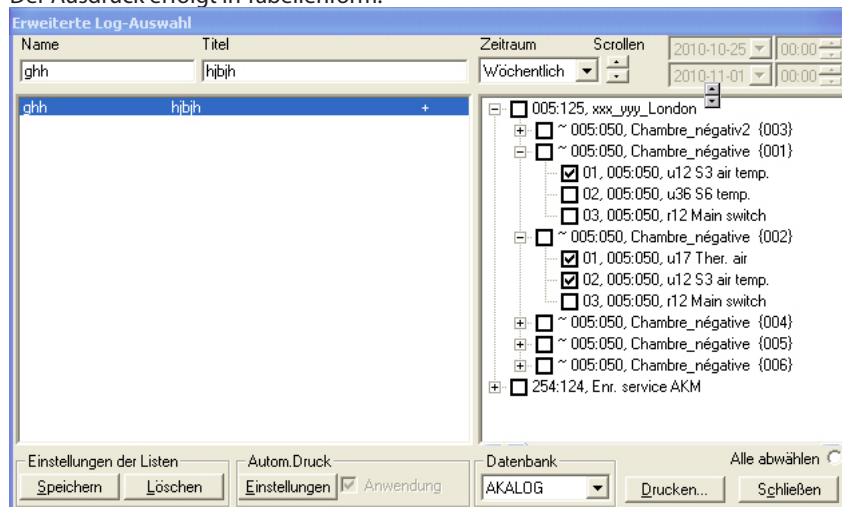 Der Ausdruck erfolgt in Tabellenform.
Erweiterte Log-Auswahl
Name Titel Zeitraum Scrollen 2010-10-25 00:00
ghh hjbjh Wöchentlich 2010-11-01 00:00
ghh hjbjh +
005:125, xxx_yyy_London
~ 005:050, Chambre_négativ2 {003}
~ 005:050, Chambre_négative {001}
01, 005:050, u12 S3 air temp.
02, 005:050, u36 S6 temp.
03, 005:050, r12 Main switch
~ 005:050, Chambre_négative {002}
01, 005:050, u17 Ther. air
02, 005:050, u12 S3 air temp.
03, 005:050, r12 Main switch
~ 005:050, Chambre_négative {004}
~ 005:050, Chambre_négative {005}
~ 005:050, Chambre_négative {006}
254:124, Enr. service AKM
Einstellungen der Listen Autom.Druck Datenbank Alle abwählen
Speichern Löschen Einstellungen Anwendung AKALOG Drucken... Schließen